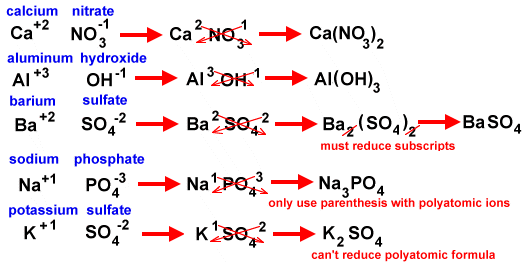 calcium nitrate
Ca+2 NO3-1 Ca2 NO31 Ca(NO3)2
aluminum hydroxide
Al+3 OH-1 Al3 OH1 Al(OH)3
barium sulfate
Ba+2 SO4-2 Ba2 SO42 Ba2(SO4)2 BaSO4
must reduce subscripts
sodium phosphate
Na+1 PO4-3 Na1 PO43 Na3PO4
only use parenthesis with polyatomic ions
potassium sulfate
K+1 SO4-2 K1 SO42 K2SO4
can't reduce polyatomic formula